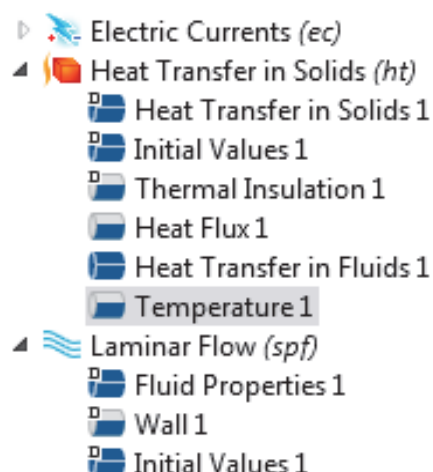 Electric Currents (ec)
Heat Transfer in Solids (ht)
D Heat Transfer in Solids 1
D Initial Values 1
D Thermal Insulation 1
Heat Flux 1
Heat Transfer in Fluids 1
Temperature 1
Laminar Flow (spf)
D Fluid Properties 1
D Wall 1
D Initial Values 1